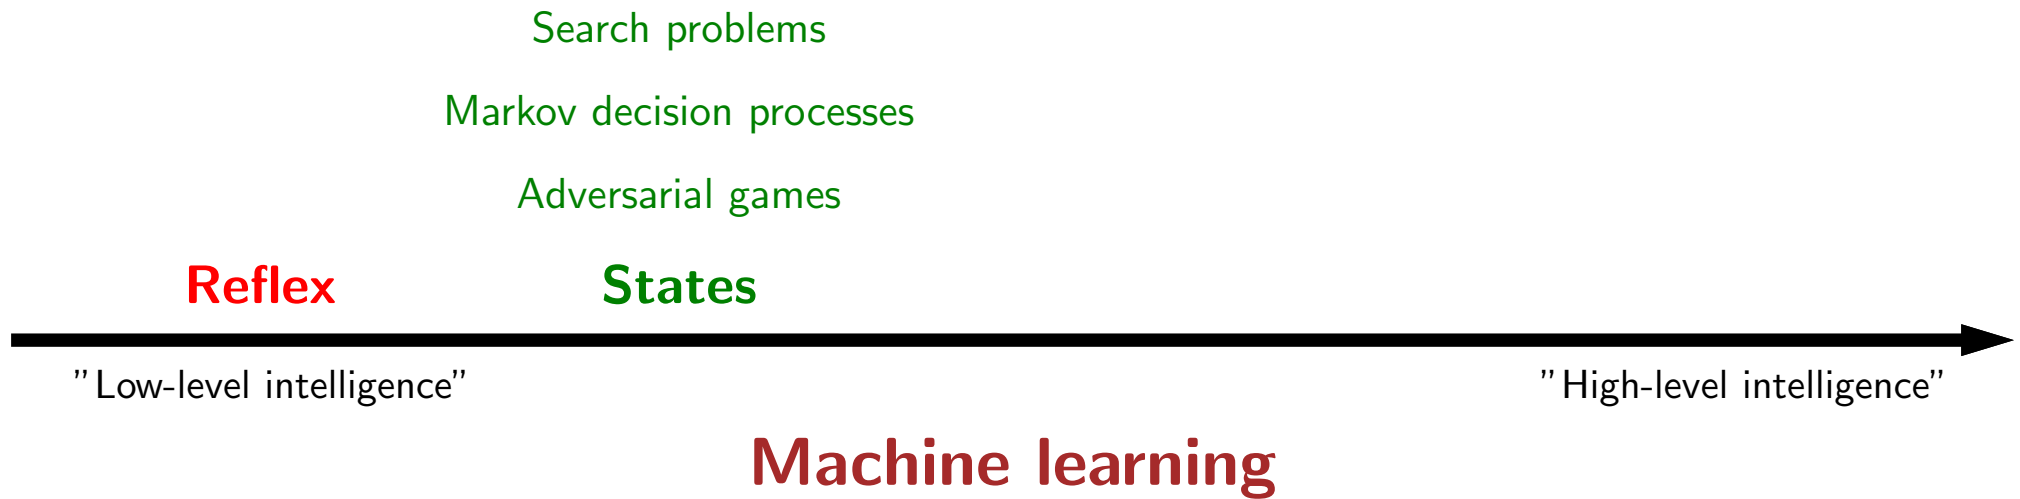 Search problems
Markov decision processes
Adversarial games
Reflex States
"Low-level intelligence" "High-level intelligence"
Machine learning